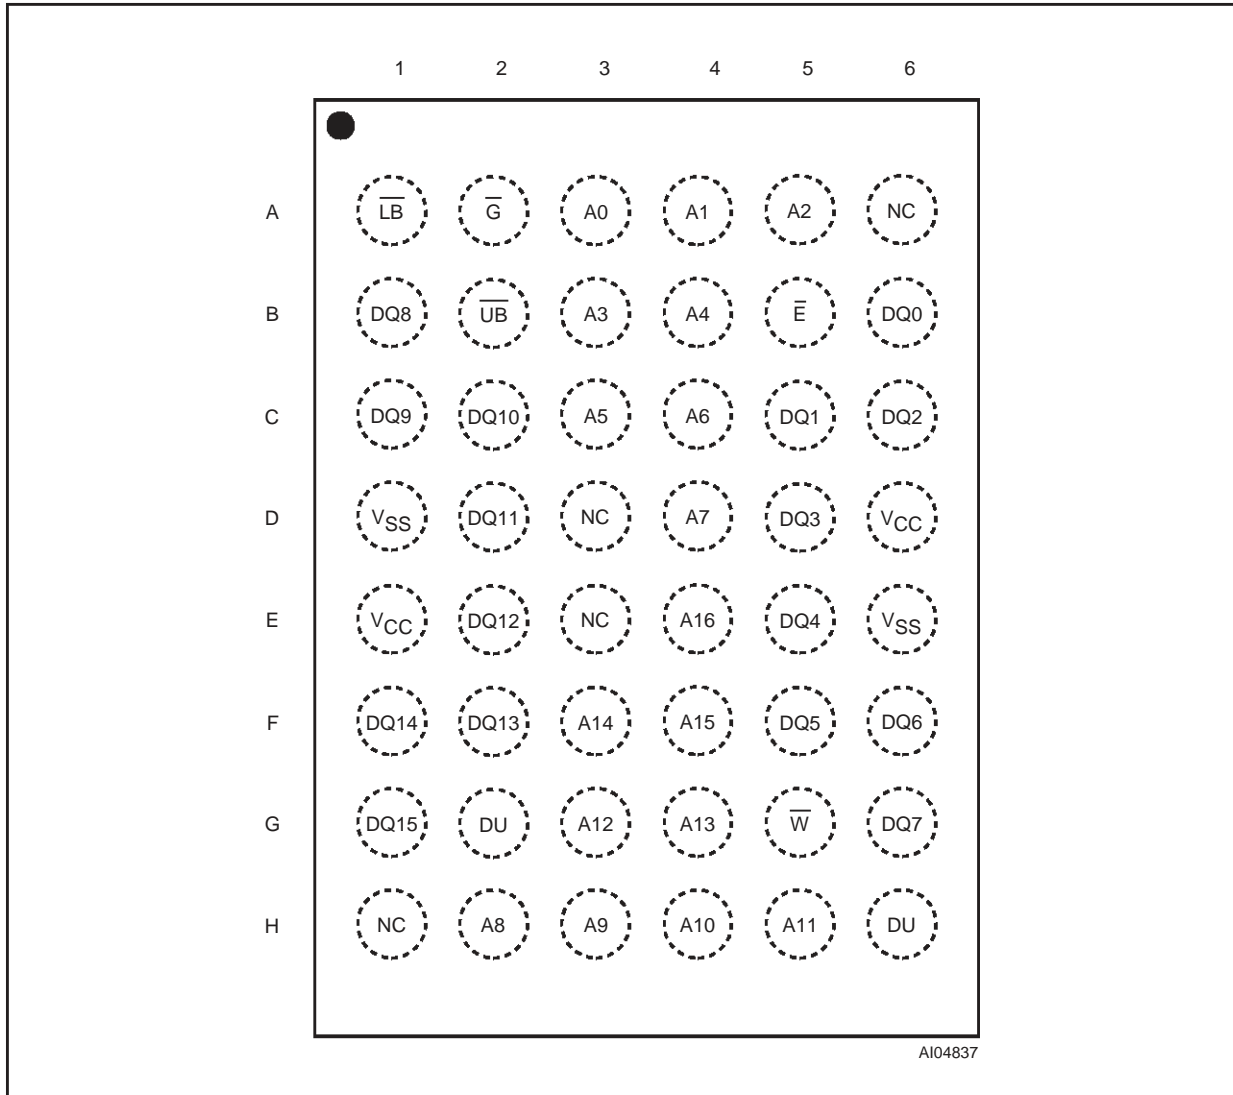 1 2 3 4 5 6
A L̅B̅ G̅ A0 A1 A2 NC
B DQ8 U̅B̅ A3 A4 E̅ DQ0
C DQ9 DQ10 A5 A6 DQ1 DQ2
D VSS DQ11 NC A7 DQ3 VCC
E VCC DQ12 NC A16 DQ4 VSS
F DQ14 DQ13 A14 A15 DQ5 DQ6
G DQ15 DU A12 A13 W̅ DQ7
H NC A8 A9 A10 A11 DU
AI04837